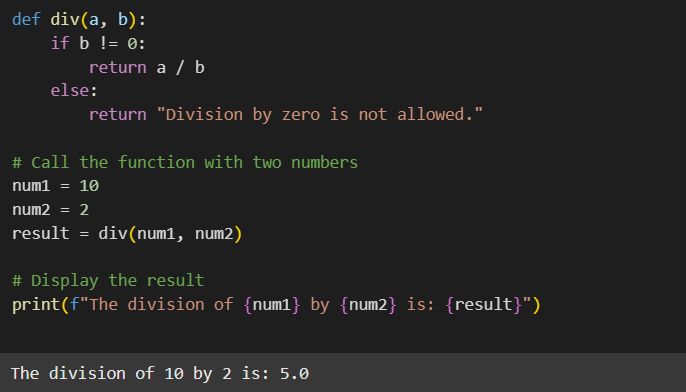 def div(a, b):
    if b != 0:
        return a / b
    else:
        return "Division by zero is not allowed."

# Call the function with two numbers
num1 = 10
num2 = 2
result = div(num1, num2)

# Display the result
print(f"The division of {num1} by {num2} is: {result}")

The division of 10 by 2 is: 5.0